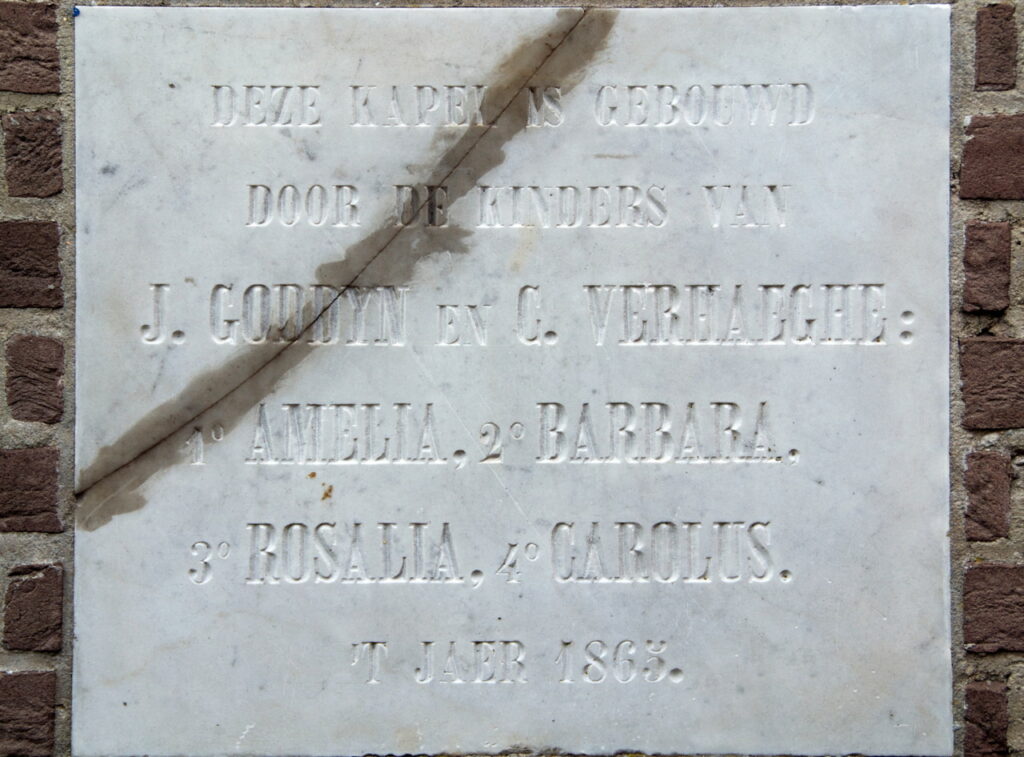 DEZE KAPEL IS GEBOUWD
DOOR DE KINDERS VAN
J. GODDYN EN C. VERHAEGHE:
1° AMELIA, 2° BARBARA,
3° ROSALIA, 4° CAROLUS.
'T JAER 1865.